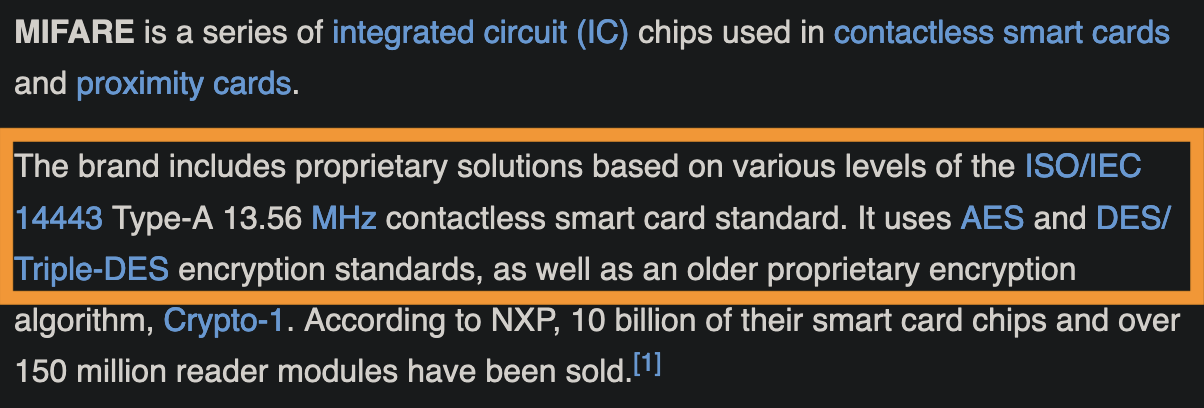 MIFARE is a series of integrated circuit (IC) chips used in contactless smart cards
and proximity cards.
The brand includes proprietary solutions based on various levels of the ISO/IEC
14443 Type-A 13.56 MHz contactless smart card standard. It uses AES and DES/
Triple-DES encryption standards, as well as an older proprietary encryption
algorithm, Crypto-1. According to NXP, 10 billion of their smart card chips and over
150 million reader modules have been sold.[1]